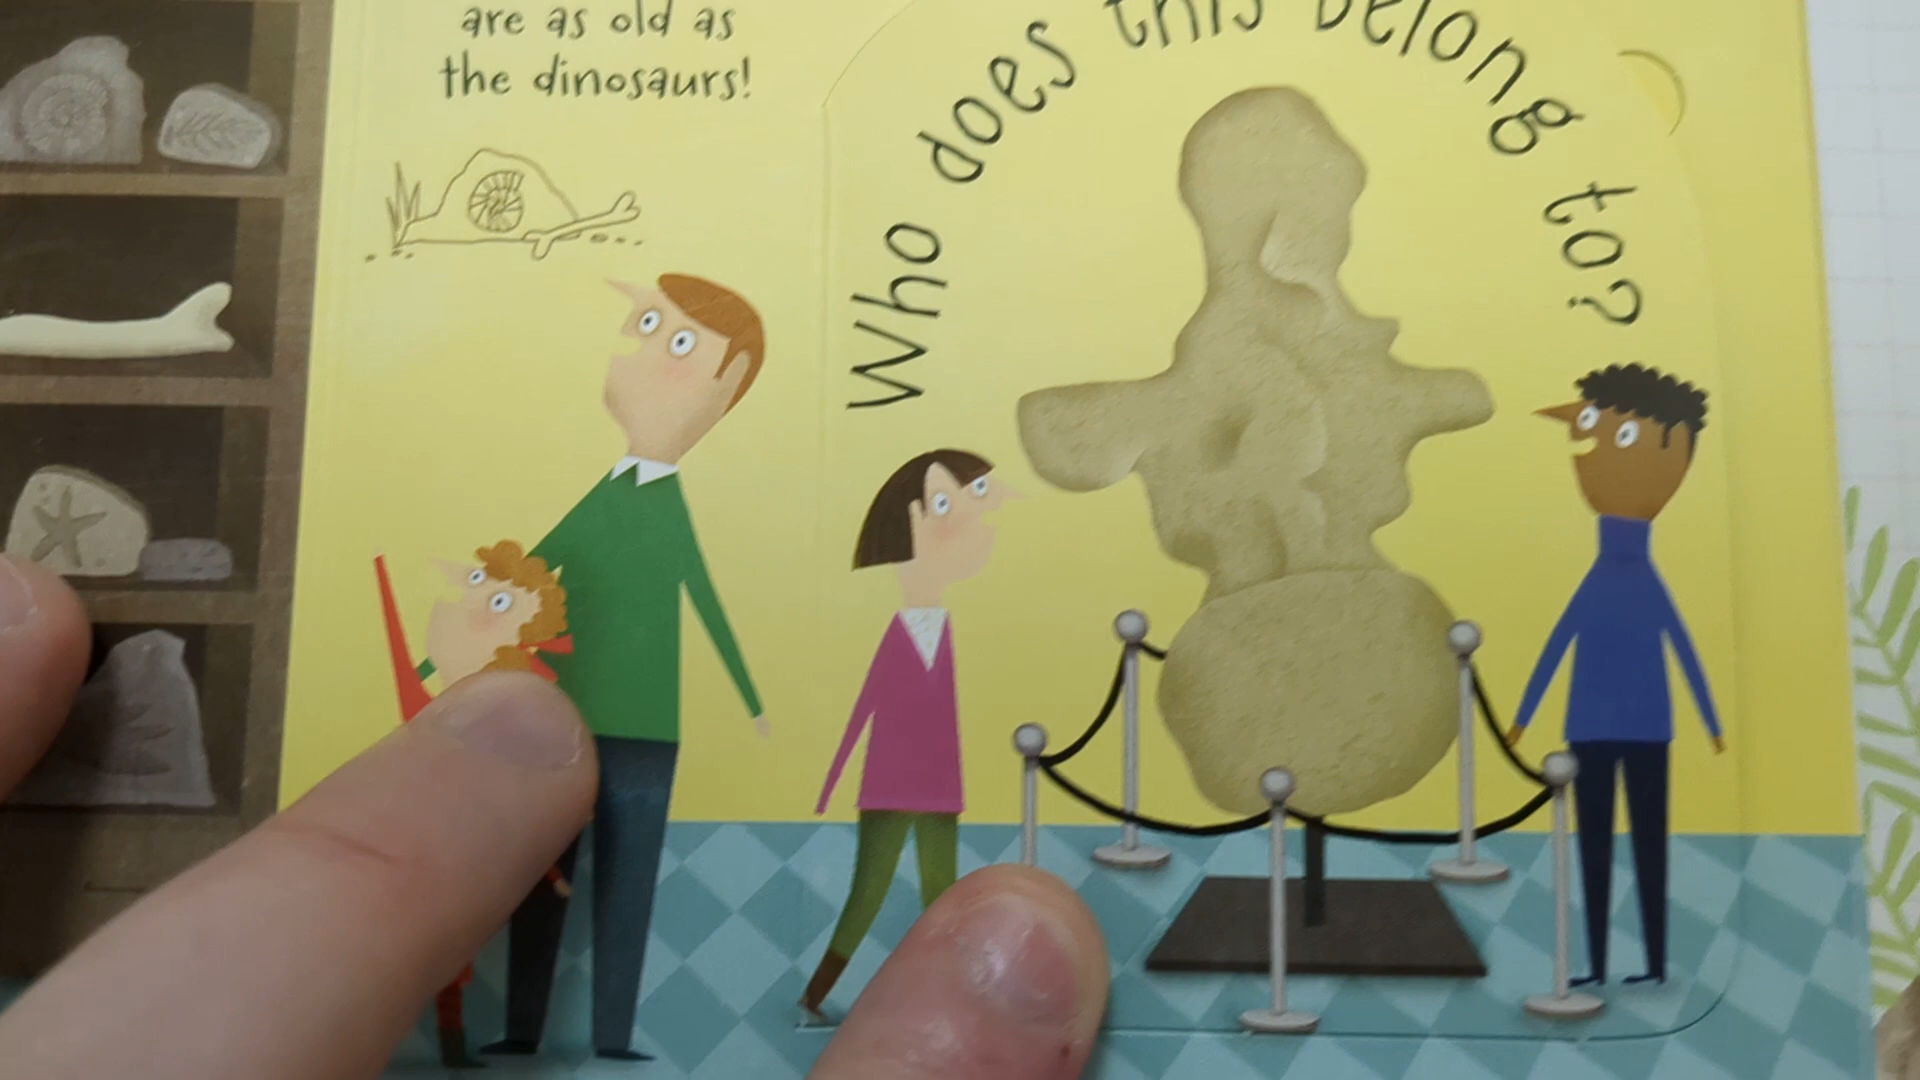 are as old as
the dinosaurs!
Who does this belong to?